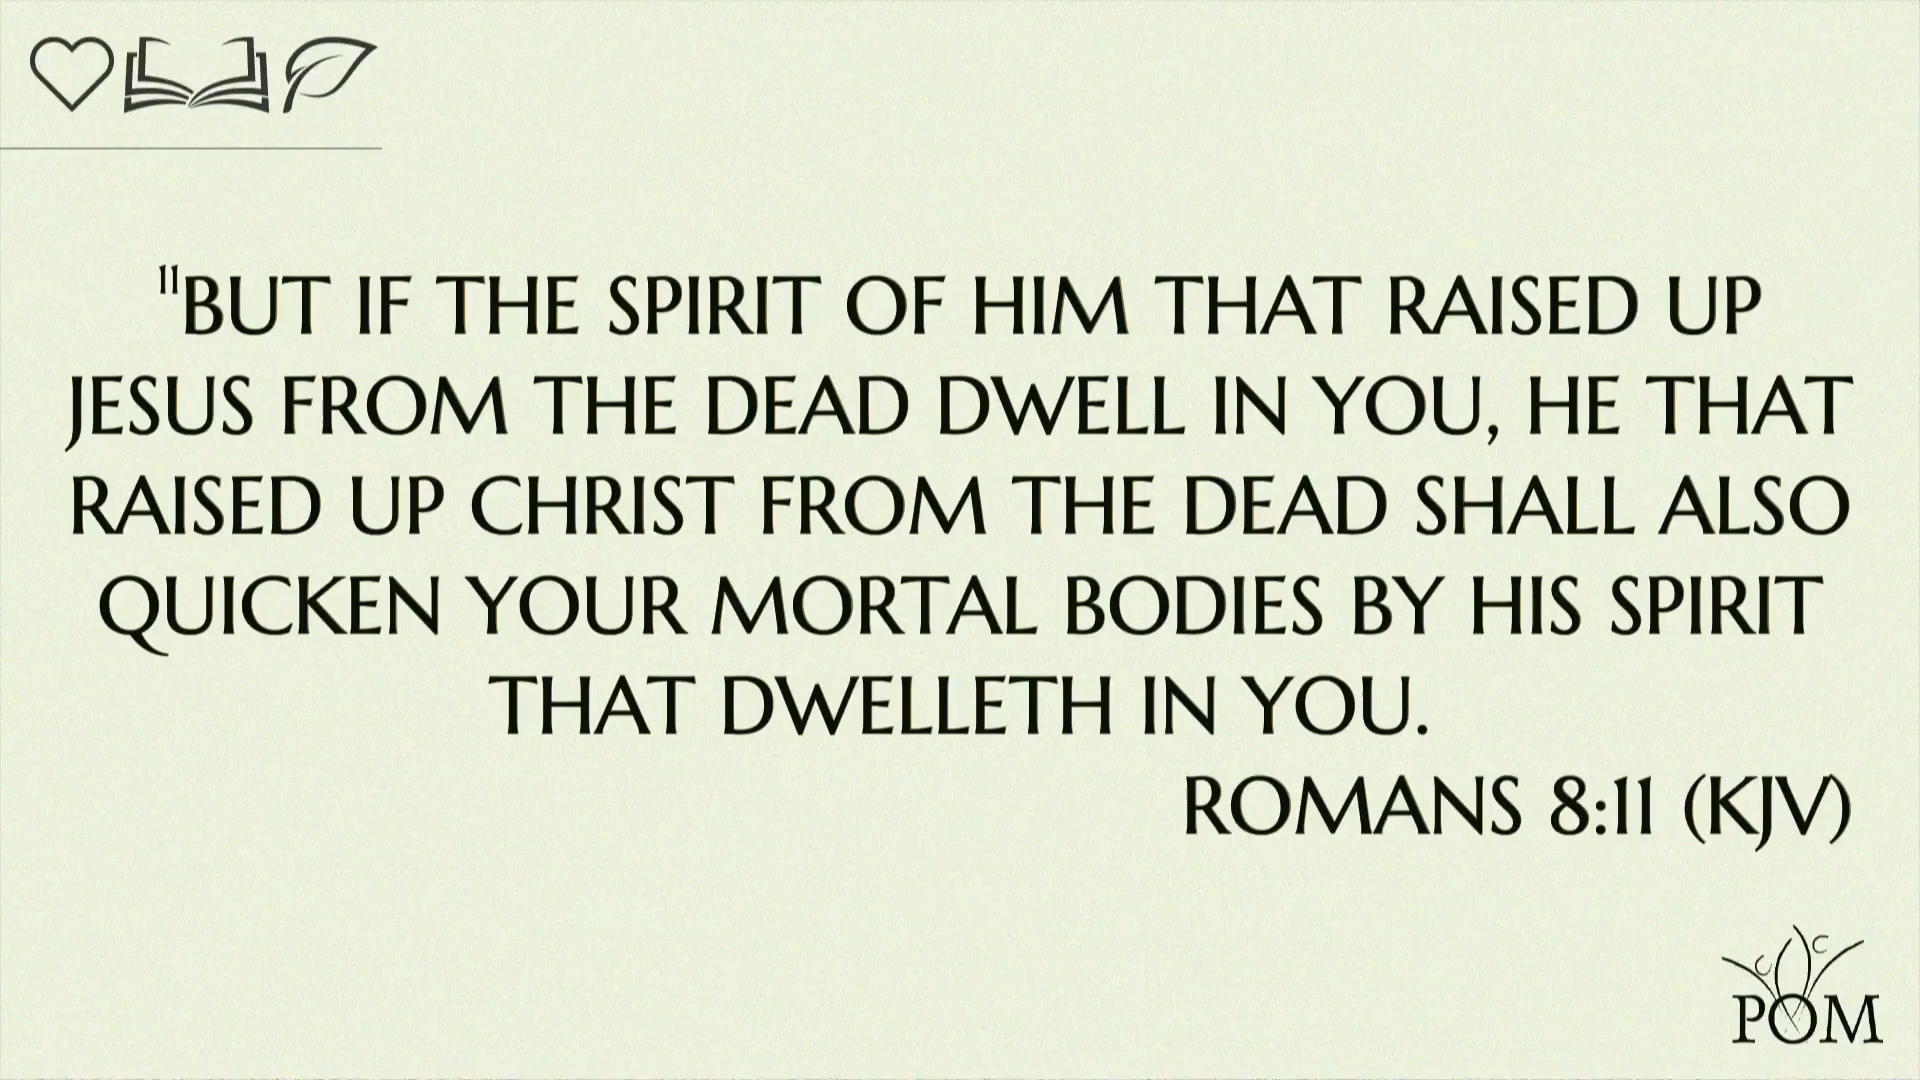 ¹¹BUT IF THE SPIRIT OF HIM THAT RAISED UP
JESUS FROM THE DEAD DWELL IN YOU, HE THAT
RAISED UP CHRIST FROM THE DEAD SHALL ALSO
QUICKEN YOUR MORTAL BODIES BY HIS SPIRIT
THAT DWELLETH IN YOU.
ROMANS 8:11 (KJV)
POM